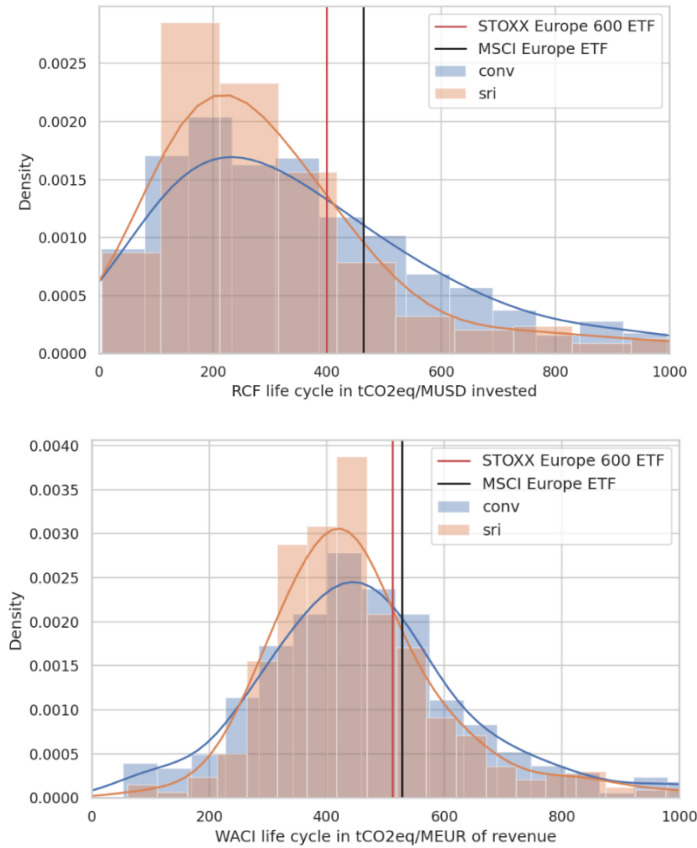 STOXX Europe 600 ETF
MSCI Europe ETF
conv
sri
Density
0.0025
0.0020
0.0015
0.0010
0.0005
0.0000
0 200 400 600 800 1000
RCF life cycle in tCO2eq/MUSD invested
STOXX Europe 600 ETF
MSCI Europe ETF
conv
sri
Density
0.0040
0.0035
0.0030
0.0025
0.0020
0.0015
0.0010
0.0005
0.0000
0 200 400 600 800 1000
WACI life cycle in tCO2eq/MEUR of revenue